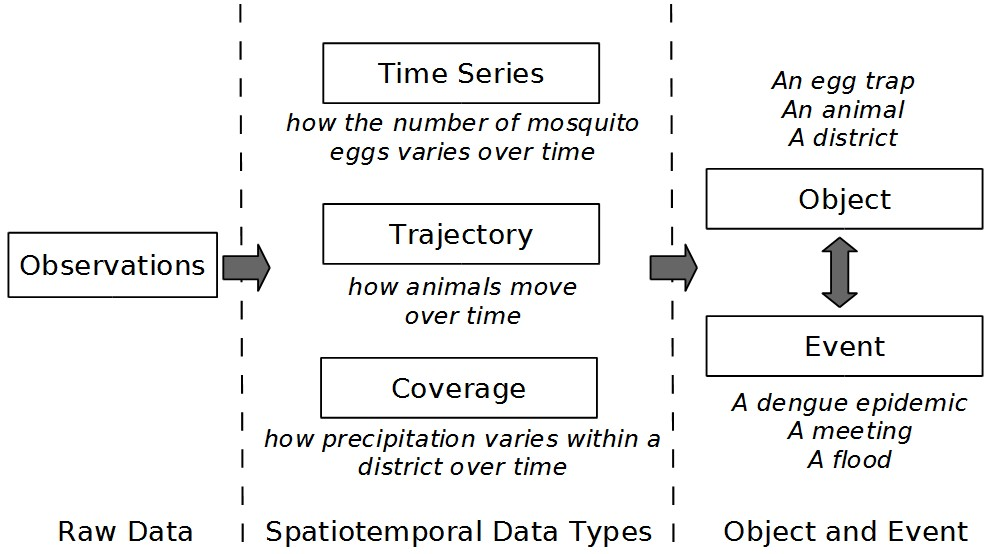 Observations
Raw Data
Time Series
how the number of mosquito
eggs varies over time
Trajectory
how animals move
over time
Coverage
how precipitation varies within a
district over time
Spatiotemporal Data Types
An egg trap
An animal
A district
Object
Event
A dengue epidemic
A meeting
A flood
Object and Event